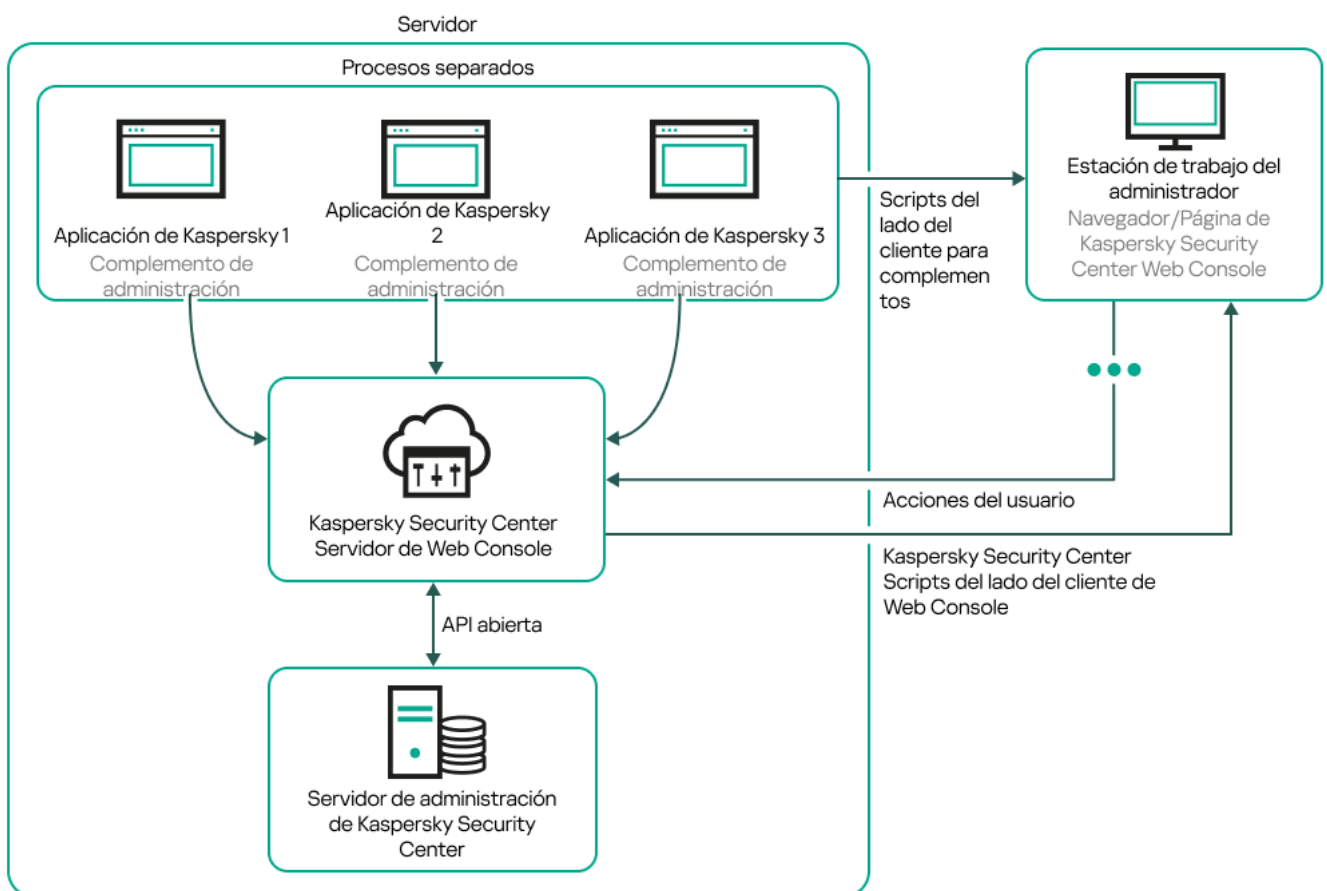 Servidor
Procesos separados
Aplicación de Kaspersky 1
Complemento de
administración
Aplicación de Kaspersky
2
Complemento de
administración
Aplicación de Kaspersky 3
Complemento de
administración
Scripts del
lado del
cliente para
complemen
tos
Estación de trabajo del
administrador
Navegador/Página de
Kaspersky Security
Center Web Console
Kaspersky Security Center
Servidor de Web Console
Acciones del usuario
Kaspersky Security Center
Scripts del lado del cliente de
Web Console
API abierta
Servidor de administración
de Kaspersky Security
Center